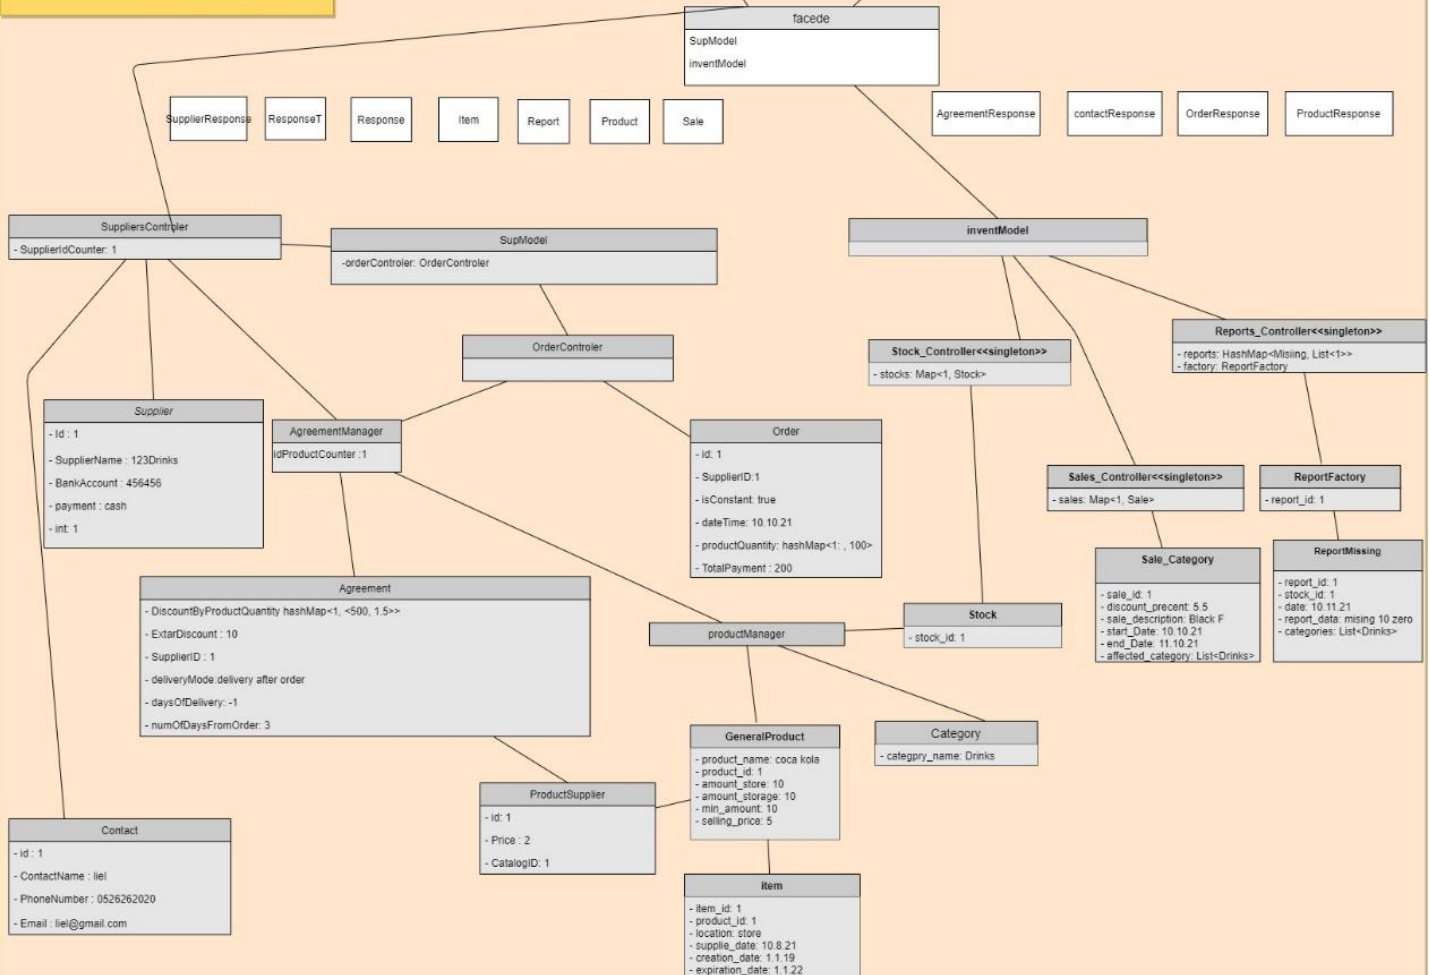 facede
SupModel
inventModel
SupplierResponse
ResponseT
Response
Item
Report
Product
Sale
AgreementResponse
contactResponse
OrderResponse
ProductResponse
SuppliersControler
- SupplierIdCounter: 1
SupModel
-orderControler: OrderControler
inventModel
OrderControler
Stock_Controller<<singleton>>
- stocks: Map<1, Stock>
Reports_Controller<<singleton>>
- reports: HashMap<Misiing, List<1>>
- factory: ReportFactory
Supplier
- Id : 1
- SupplierName : 123Drinks
- BankAccount : 456456
- payment : cash
- int: 1
AgreementManager
idProductCounter :1
Order
- id: 1
- SupplierID:1
- isConstant: true
- dateTime: 10.10.21
- productQuantity: hashMap<1: , 100>
- TotalPayment : 200
Sales_Controller<<singleton>>
- sales: Map<1, Sale>
ReportFactory
- report_id: 1
Sale_Category
- sale_id: 1
- discount_precent: 5.5
- sale_description: Black F
- start_Date: 10.10.21
- end_Date: 11.10.21
- affected_category: List<Drinks>
ReportMissing
- report_id: 1
- stock_id: 1
- date: 10.11.21
- report_data: mising 10 zero
- categories: List<Drinks>
Agreement
- DiscountByProductQuantity hashMap<1, <500, 1.5>>
- ExtarDiscount : 10
- SupplierID : 1
- deliveryMode:delivery after order
- daysOfDelivery: -1
- numOfDaysFromOrder: 3
productManager
Stock
- stock_id: 1
GeneralProduct
- product_name: coca kola
- product_id: 1
- amount_store: 10
- amount_storage: 10
- min_amount: 10
- selling_price: 5
Category
- categpry_name: Drinks
ProductSupplier
- id: 1
- Price : 2
- CatalogID: 1
Contact
- id : 1
- ContactName : liel
- PhoneNumber : 0526262020
- Email : liel@gmail.com
item
- item_id: 1
- product_id: 1
- location: store
- supplie_date: 10.8.21
- creation_date: 1.1.19
- expiration_date: 1.1.22